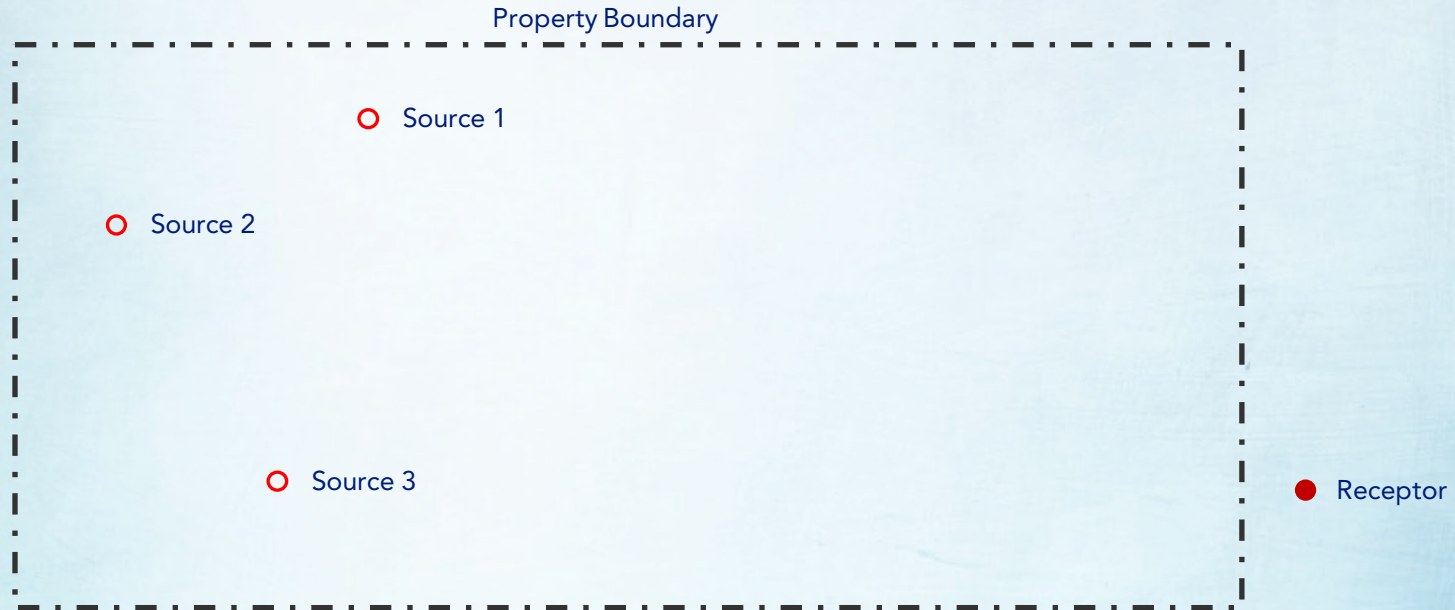 Property Boundary
Source 1
Source 2
Source 3
Receptor